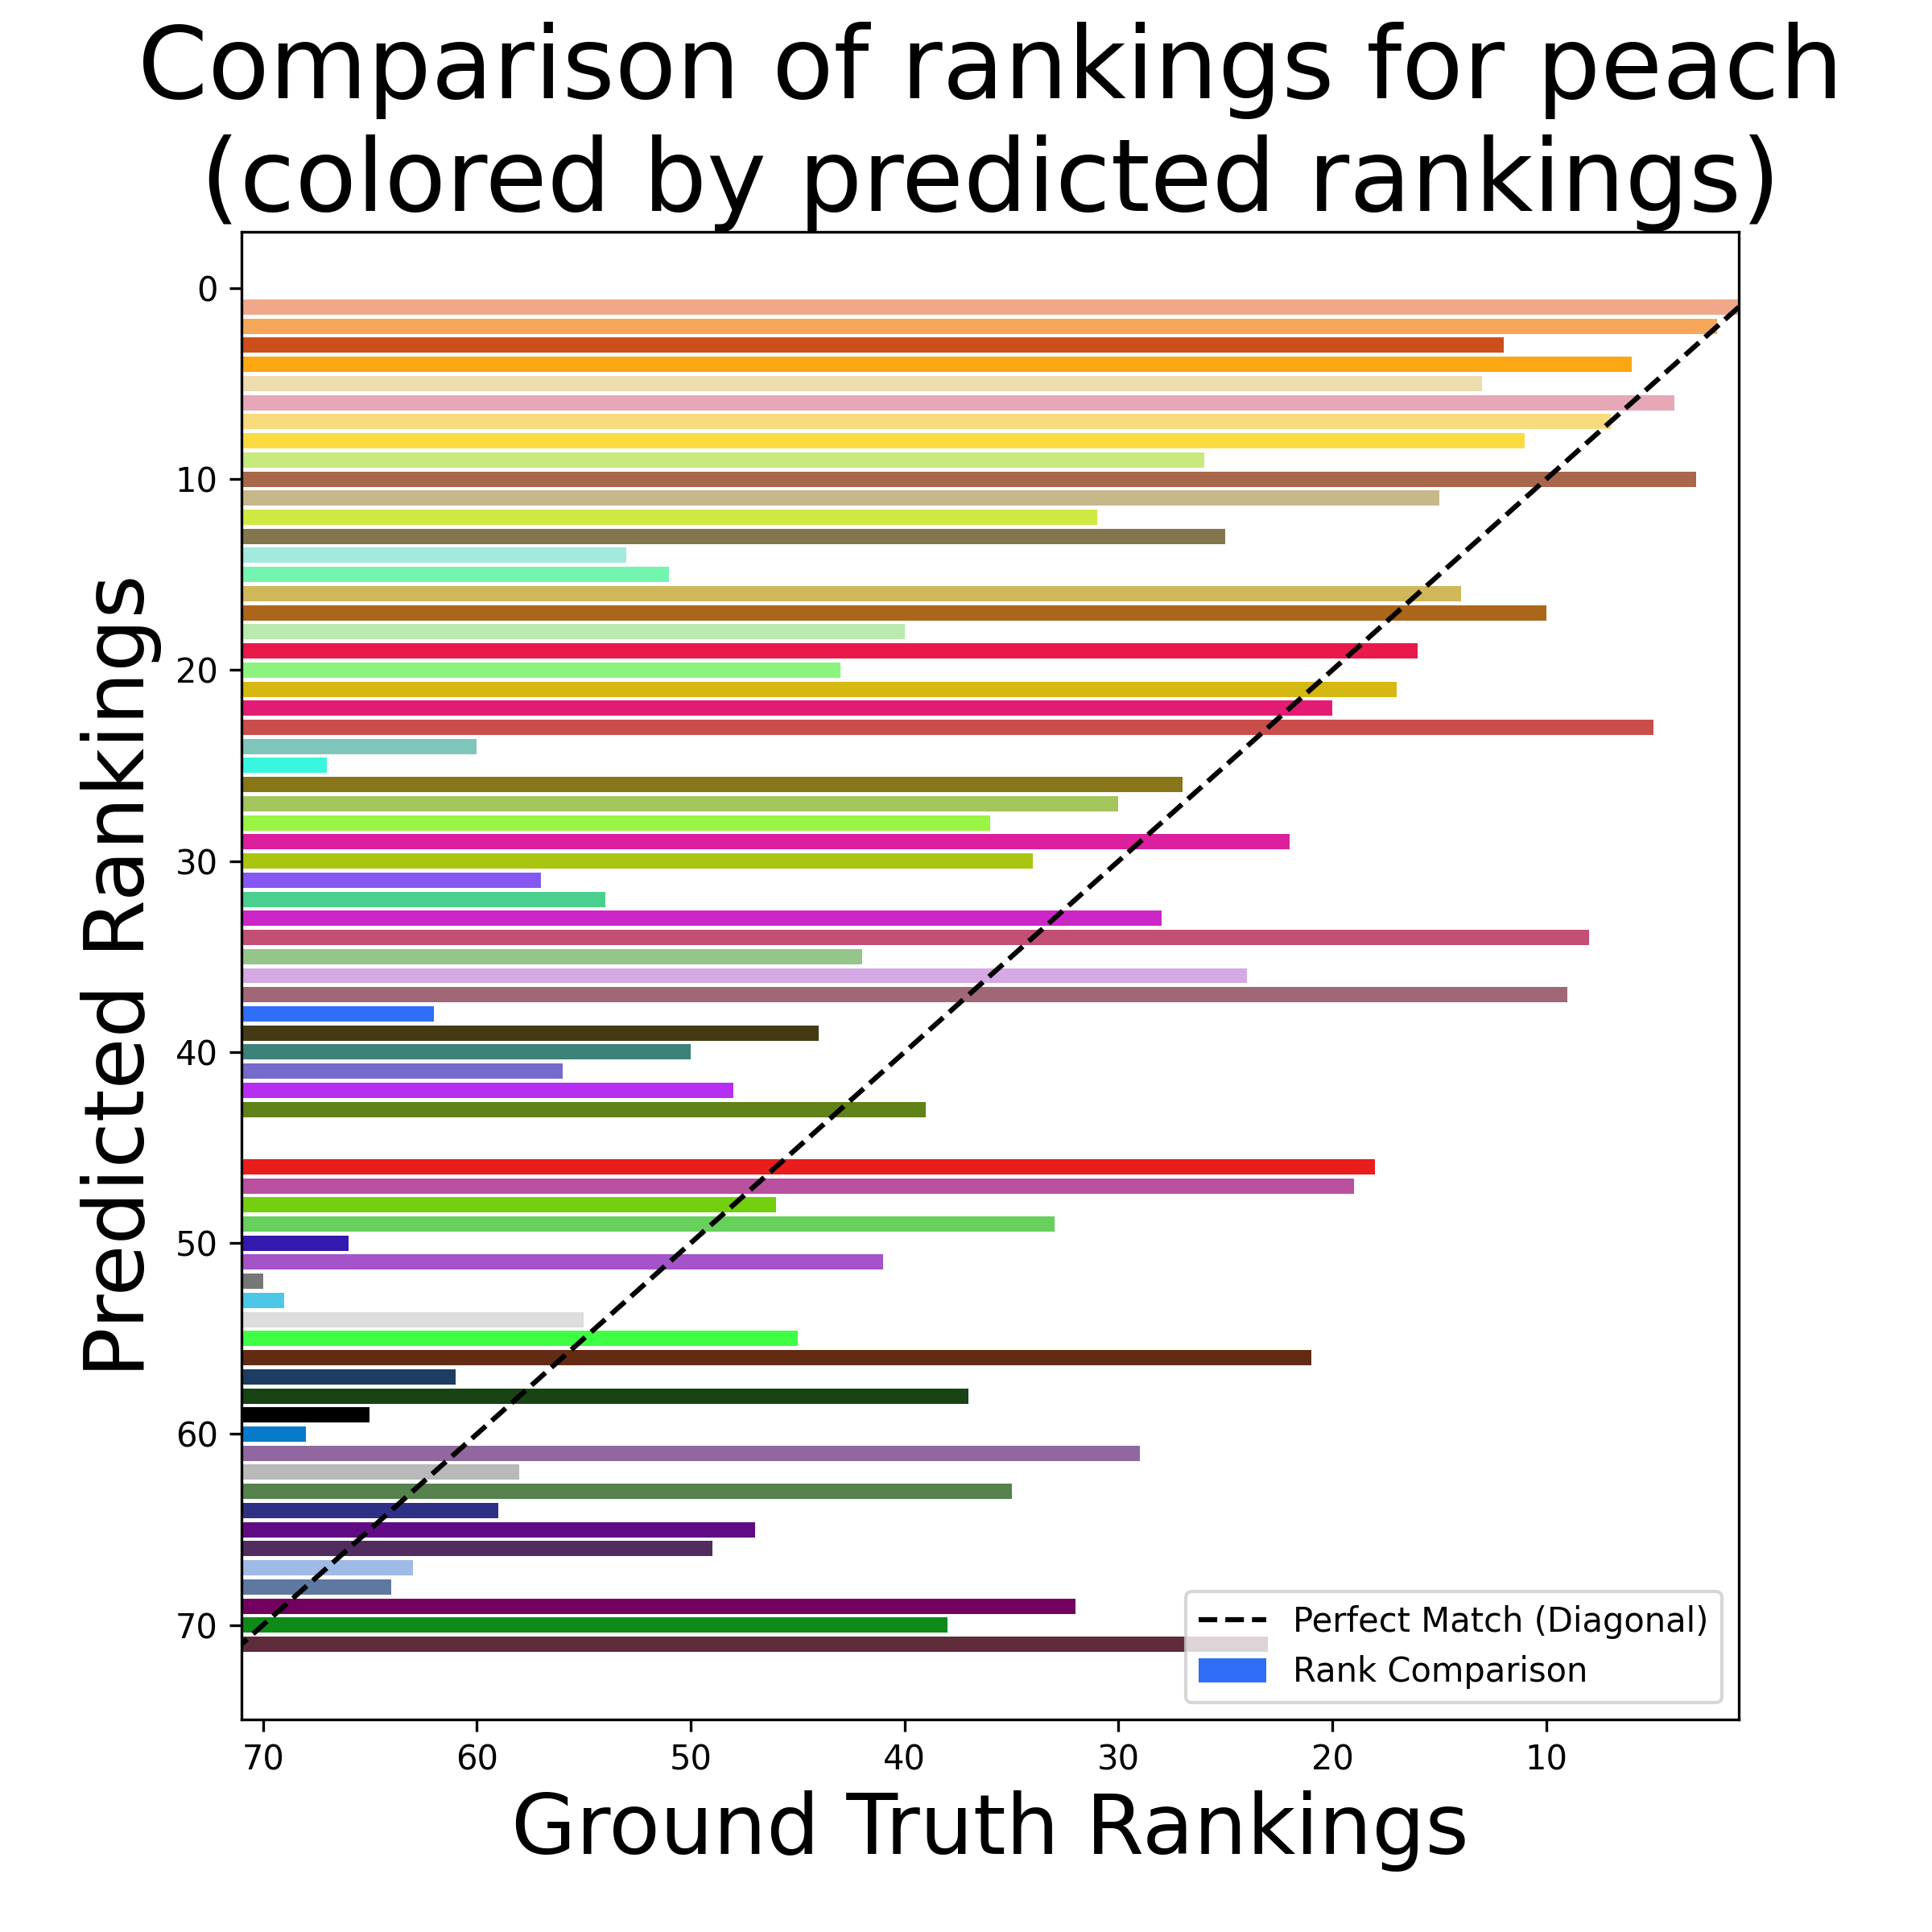 Comparison of rankings for peach
(colored by predicted rankings)
0
10
20
30
40
50
60
70
Predicted Rankings
Perfect Match (Diagonal)
Rank Comparison
70 60 50 40 30 20 10
Ground Truth Rankings